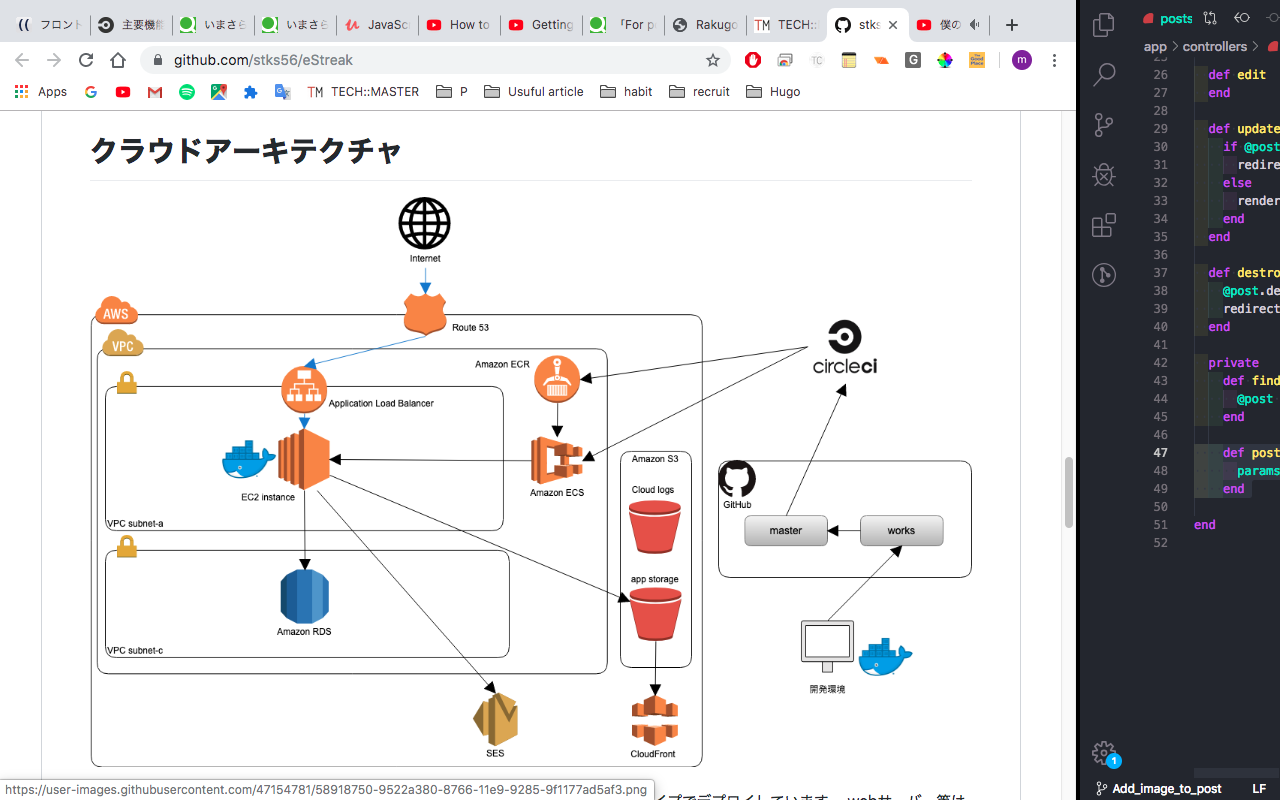 フロント
主要機能
いまさら
いまさら
JavaSc
How to
Getting
「For p
Rakugo
TECH::
stks
僕の
posts
github.com/stks56/eStreak
app > controllers >
Apps
TECH::MASTER
P
Usuful article
habit
recruit
Hugo
クラウドアーキテクチャ
Internet
AWS
Route 53
VPC
Amazon ECR
circleci
Application Load Balancer
Amazon S3
Cloud logs
EC2 instance
Amazon ECS
GitHub
VPC subnet-a
master
works
app storage
Amazon RDS
VPC subnet-c
開発環境
SES
CloudFront
https://user-images.githubusercontent.com/47154781/58918750-9522a380-8766-11e9-9285-9f1177ad5af3.png
イプでデプロイしています。webサーバー等は
26 def edit
27 end
28
29 def update
30 if @post
31 redire
32 else
33 render
34 end
35 end
36
37 def destro
38 @post.de
39 redirect
40 end
41
42 private
43 def find
44 @post
45 end
46
47 def post
48 params
49 end
50
51 end
52
1
Add_image_to_post LF